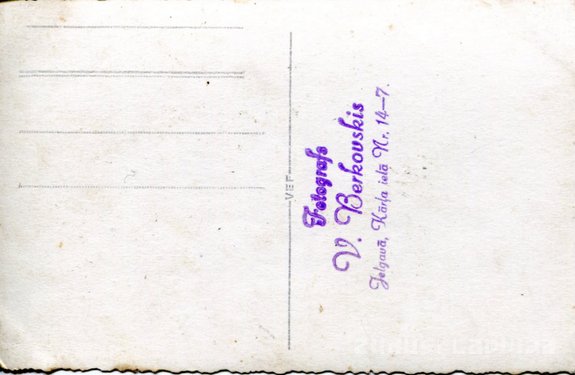 VEF
Fotografs
V. Berkovskis
Jelgavā, Kārļa ielā Nr. 14—7.